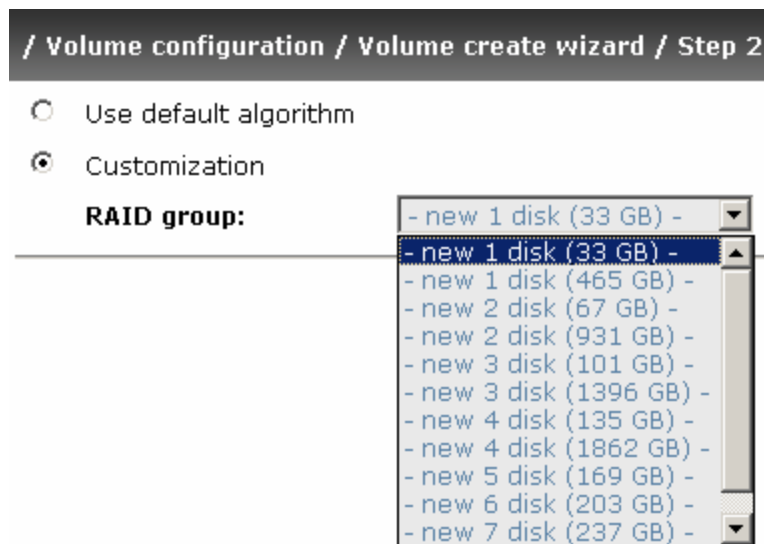 / Volume configuration / Volume create wizard / Step 2
Use default algorithm
Customization
RAID group: - new 1 disk (33 GB) -
- new 1 disk (33 GB) -
- new 1 disk (465 GB) -
- new 2 disk (67 GB) -
- new 2 disk (931 GB) -
- new 3 disk (101 GB) -
- new 3 disk (1396 GB) -
- new 4 disk (135 GB) -
- new 4 disk (1862 GB) -
- new 5 disk (169 GB) -
- new 6 disk (203 GB) -
- new 7 disk (237 GB) -